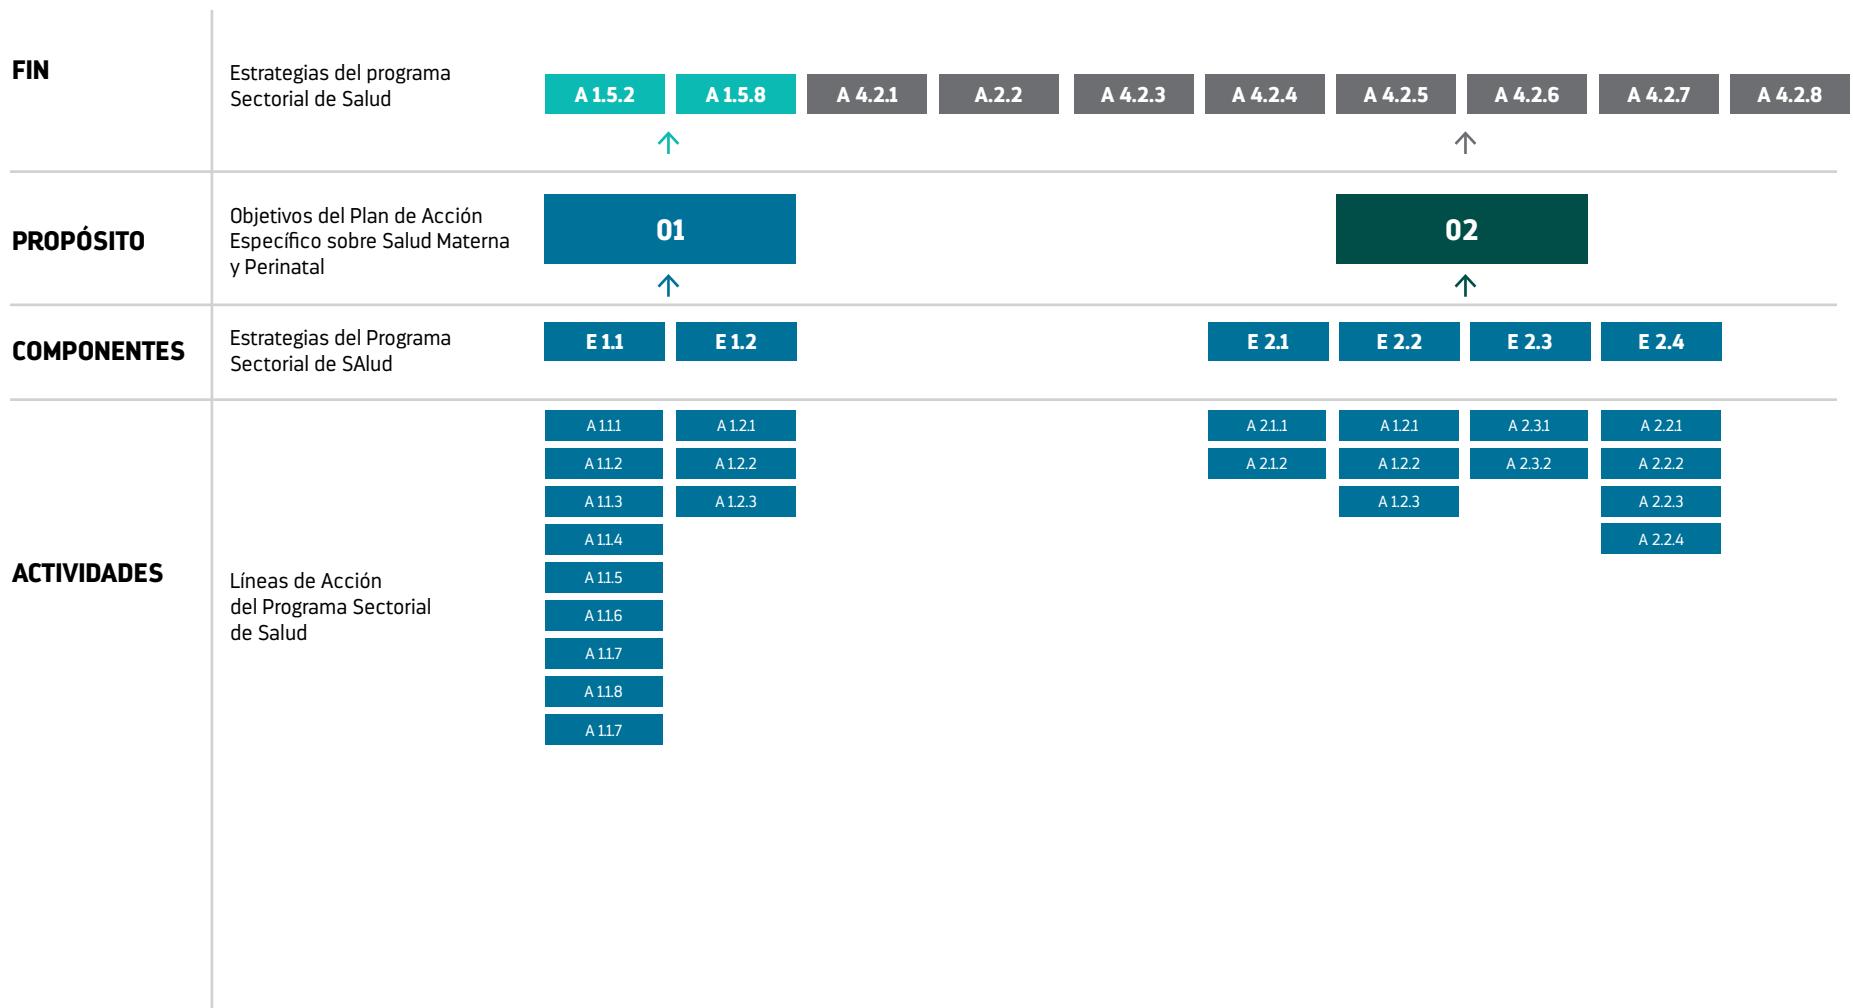 FIN
Estrategias del programa
Sectorial de Salud
A 1.5.2 A 1.5.8 A 4.2.1 A.2.2 A 4.2.3 A 4.2.4 A 4.2.5 A 4.2.6 A 4.2.7 A 4.2.8
PROPÓSITO
Objetivos del Plan de Acción
Específico sobre Salud Materna
y Perinatal
01 02
COMPONENTES
Estrategias del Programa
Sectorial de SAlud
E 1.1 E 1.2 E 2.1 E 2.2 E 2.3 E 2.4
ACTIVIDADES
Líneas de Acción
del Programa Sectorial
de Salud
A 1.1.1 A 1.2.1 A 2.1..1 A 1.2.1 A 2.3.1 A 2.2.1
A 1.1.2 A 1.2.2 A 2.1.2 A 1.2.2 A 2.3.2 A 2.2.2
A 1.1.3 A 1.2.3 A 1.2.3 A 2.2.3
A 1.1.4 A 2.2.4
A 1.1.5
A 1.1.6
A 1.1.7
A 1.1.8
A 1.1.7